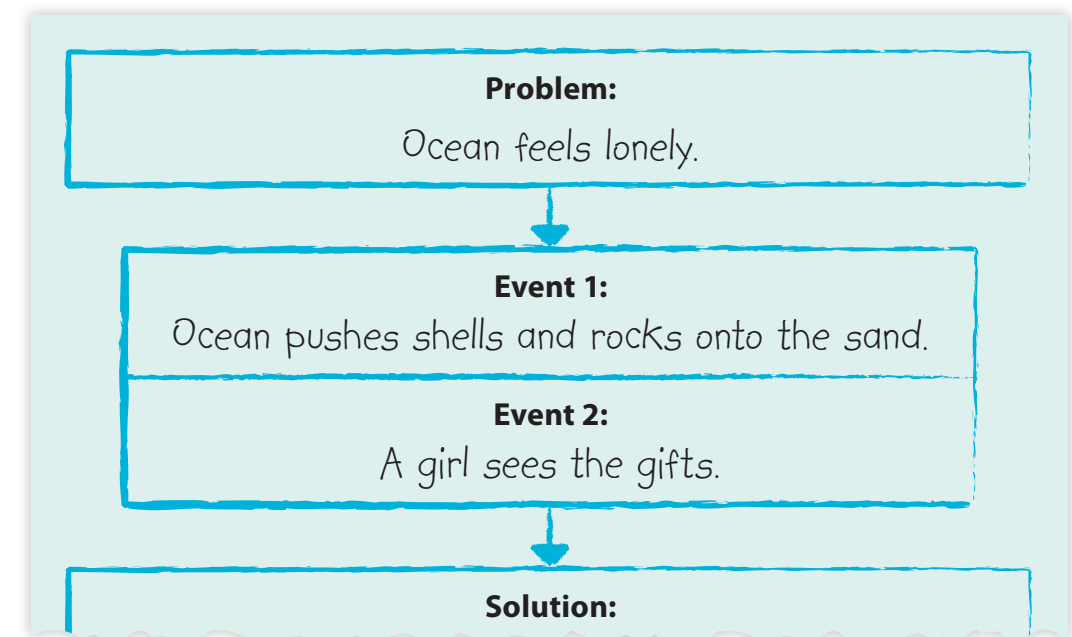 Problem:
Ocean feels lonely.
Event 1:
Ocean pushes shells and rocks onto the sand.
Event 2:
A girl sees the gifts.
Solution: